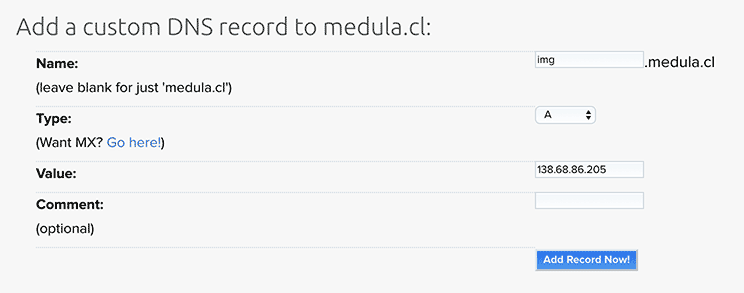 Add a custom DNS record to medula.cl:
Name: img .medula.cl
(leave blank for just 'medula.cl')
Type: A
(Want MX? Go here!)
Value: 138.68.86.205
Comment:
(optional)
Add Record Now!